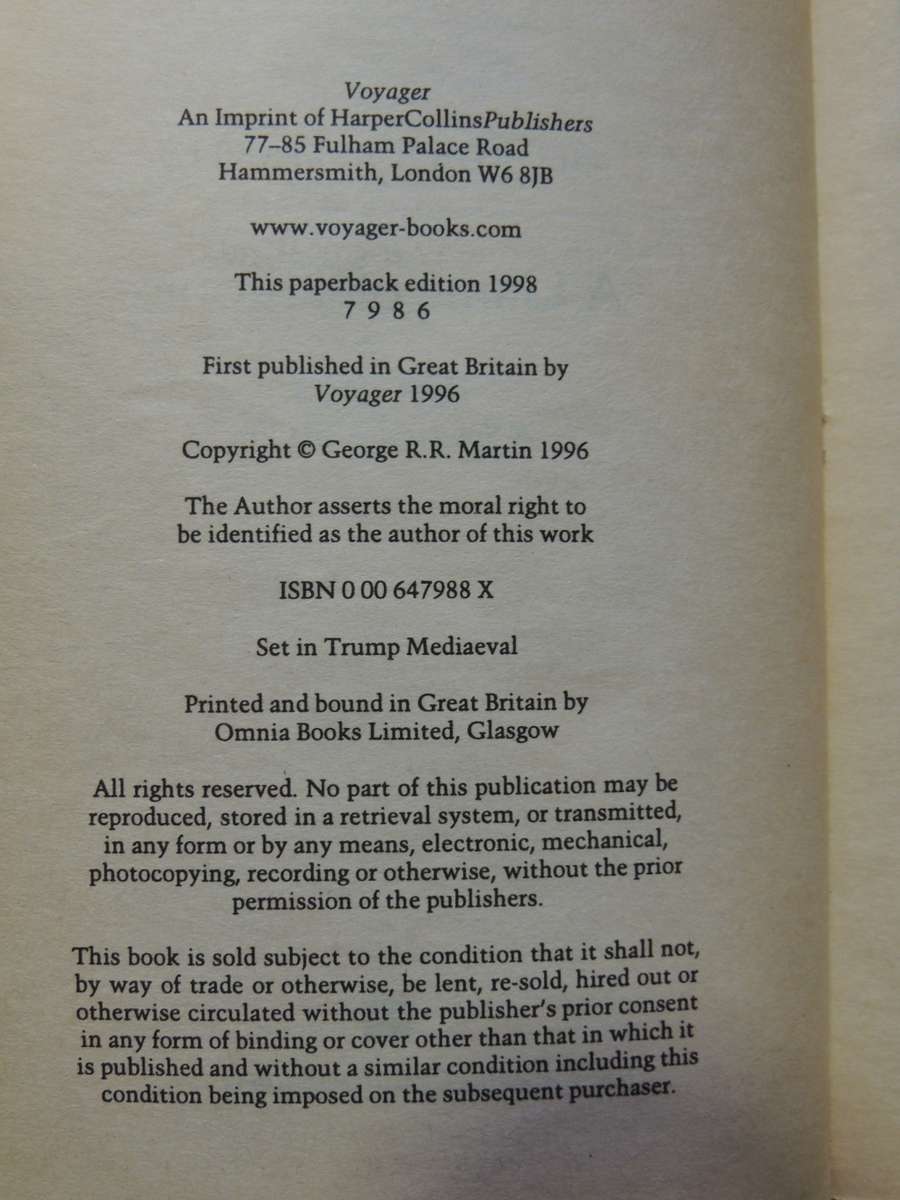 Voyager
An Imprint of HarperCollinsPublishers
77–85 Fulham Palace Road
Hammersmith, London W6 8JB
www.voyager-books.com
This paperback edition 1998
7 9 8 6
First published in Great Britain by
Voyager 1996
Copyright © George R.R. Martin 1996
The Author asserts the moral right to
be identified as the author of this work
ISBN 0 00 647988 X
Set in Trump Mediaeval
Printed and bound in Great Britain by
Omnia Books Limited, Glasgow
All rights reserved. No part of this publication may be
reproduced, stored in a retrieval system, or transmitted,
in any form or by any means, electronic, mechanical,
photocopying, recording or otherwise, without the prior
permission of the publishers.
This book is sold subject to the condition that it shall not,
by way of trade or otherwise, be lent, re-sold, hired out or
otherwise circulated without the publisher's prior consent
in any form of binding or cover other than that in which it
is published and without a similar condition including this
condition being imposed on the subsequent purchaser.